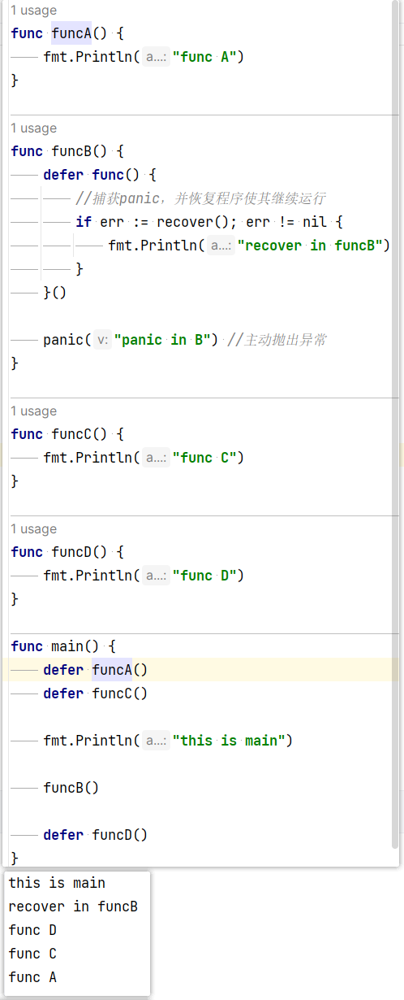 1 usage
func funcA() {
fmt.Println( a...: "func A")
}
1 usage
func funcB() {
defer func() {
//捕获panic，并恢复程序使其继续运行
if err := recover(); err != nil {
fmt.Println( a...: "recover in funcB")
}
}()
panic( v: "panic in B") //主动抛出异常
}
1 usage
func funcC() {
fmt.Println( a...: "func C")
}
1 usage
func funcD() {
fmt.Println( a...: "func D")
}
func main() {
defer funcA()
defer funcC()
fmt.Println( a...: "this is main")
funcB()
defer funcD()
}
this is main
recover in funcB
func D
func C
func A